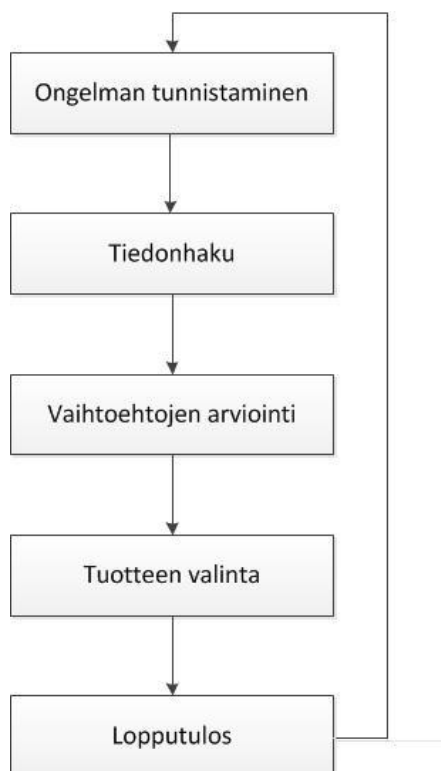 Ongelman tunnistaminen
Tiedonhaku
Vaihtoehtojen arviointi
Tuotteen valinta
Lopputulos